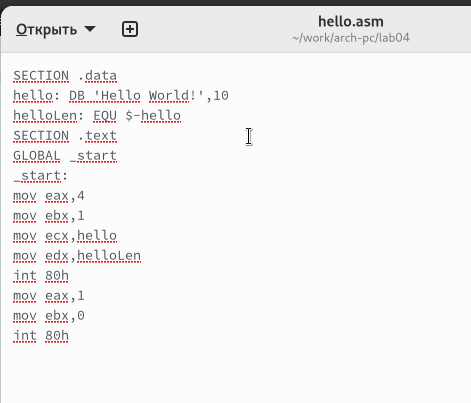 Открыть
hello.asm
~/work/arch-pc/lab04
SECTION .data
hello: DB 'Hello World!',10
helloLen: EQU $-hello
SECTION .text
GLOBAL _start
_start:
mov eax,4
mov ebx,1
mov ecx,hello
mov edx,helloLen
int 80h
mov eax,1
mov ebx,0
int 80h